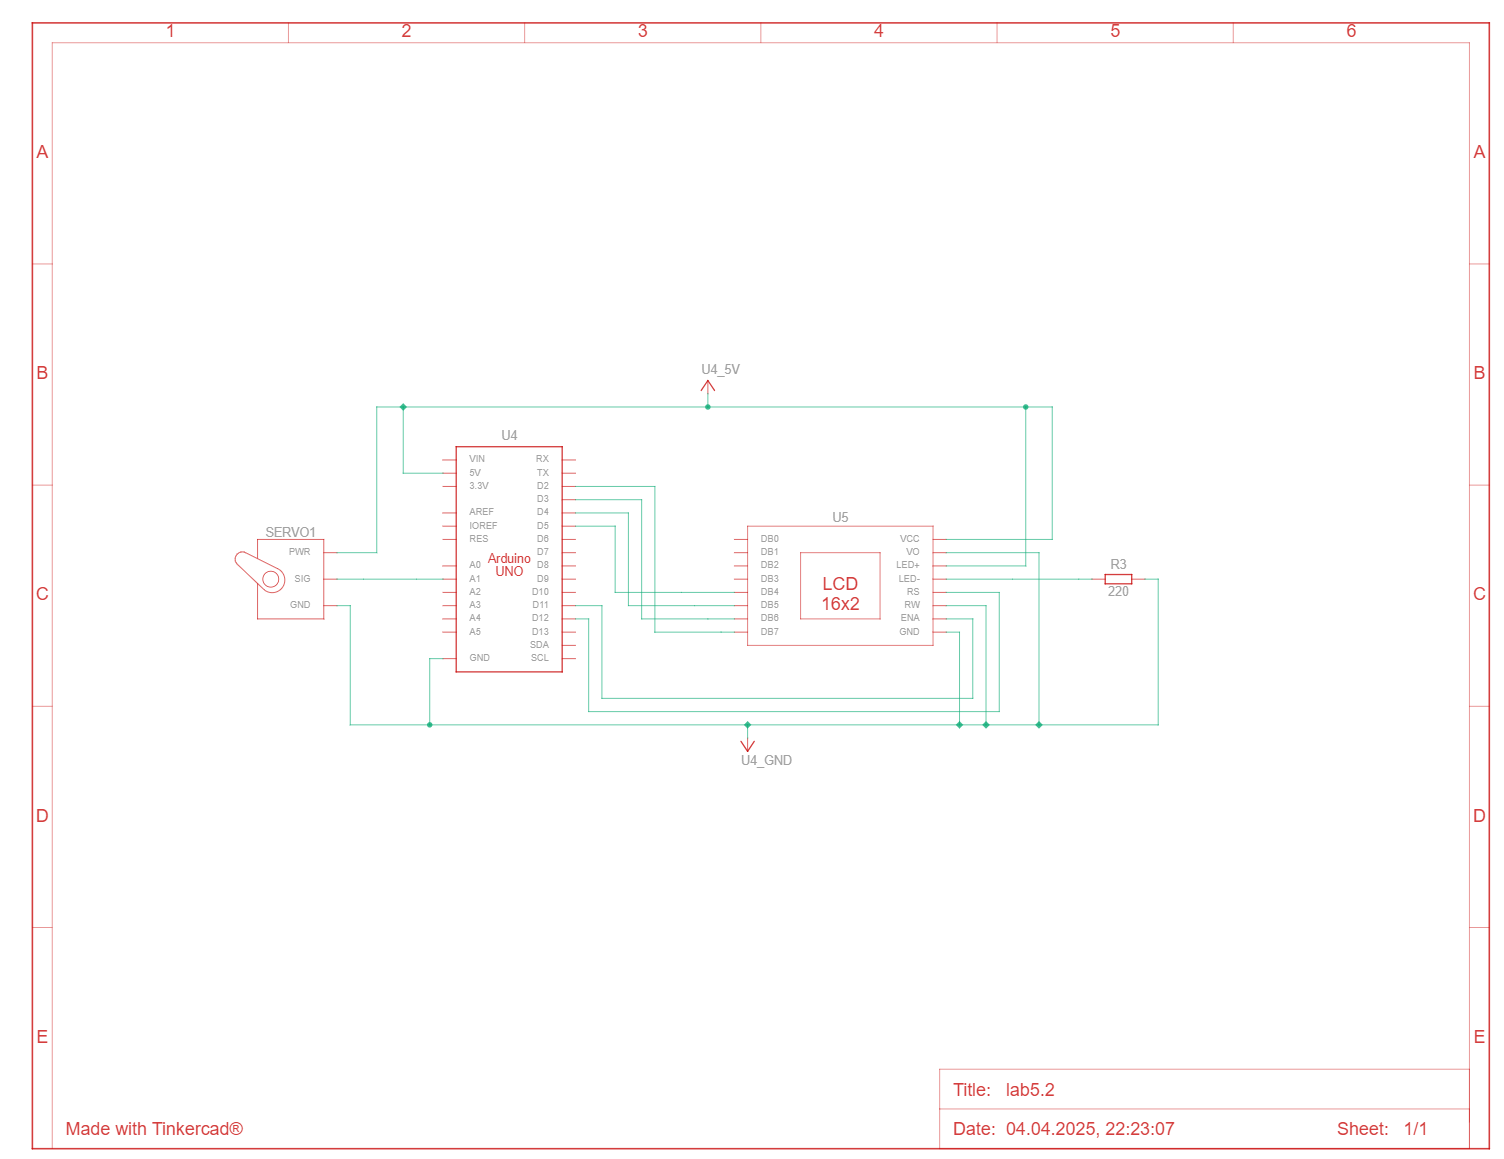 1 2 3 4 5 6
A A
B B
U4_5V
U4
VIN RX
5V TX
3.3V D2
D3
AREF D4
IOREF D5
RES D6
D7
A0 D8
A1 D9
A2 D10
A3 D11
A4 D12
A5 D13
SDA
GND SCL
Arduino
UNO
SERVO1
PWR
SIG
GND
U5
DB0 VCC
DB1 VO
DB2 LED+
DB3 LED-
DB4 RS
DB5 RW
DB6 ENA
DB7 GND
LCD
16x2
R3
220
C C
U4_GND
D D
E E
Title: lab5.2
Date: 04.04.2025, 22:23:07 Sheet: 1/1
Made with Tinkercad®